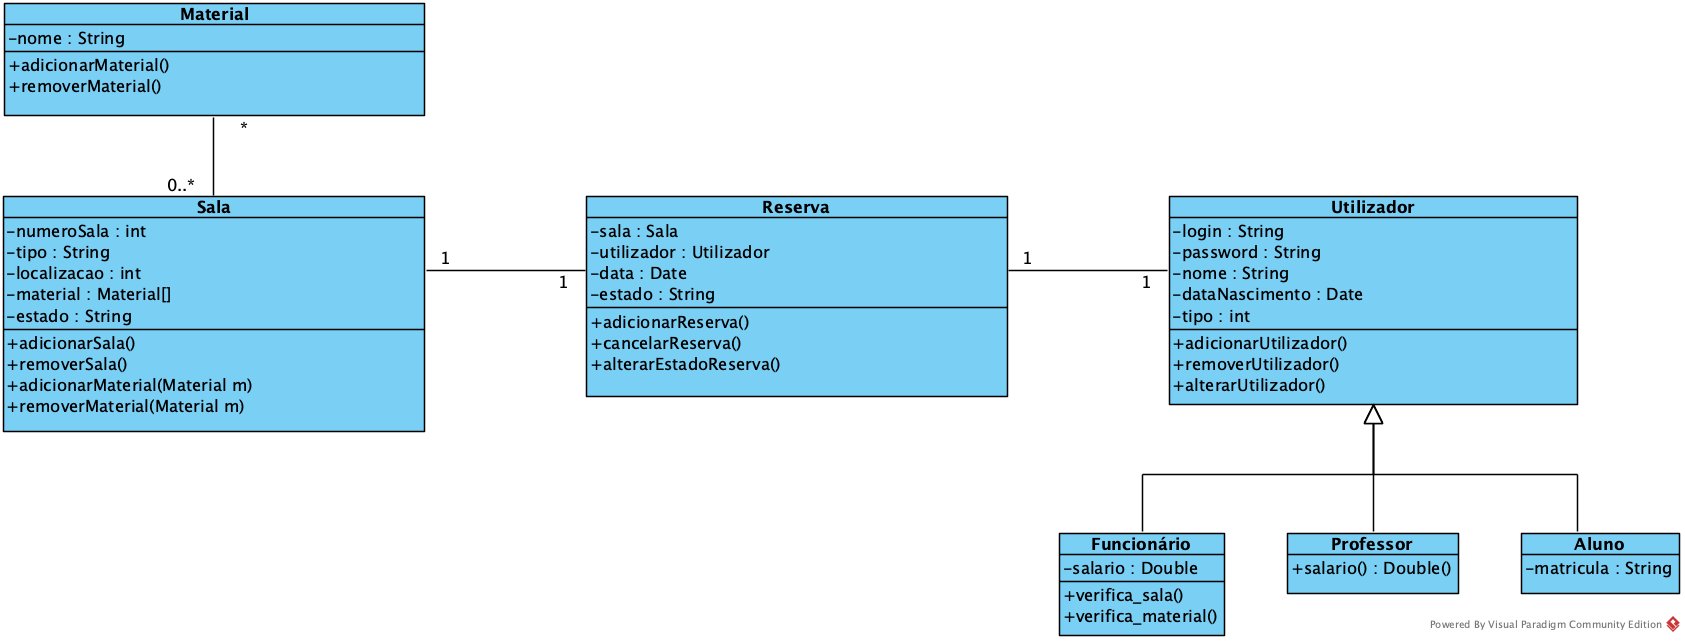 Material
-nome : String
+adicionarMaterial()
+removerMaterial()
*
0..*
Sala
-numeroSala : int
-tipo : String
-localizacao : int
-material : Material[]
-estado : String
+adicionarSala()
+removerSala()
+adicionarMaterial(Material m)
+removerMaterial(Material m)
1
1
Reserva
-sala : Sala
-utilizador : Utilizador
-data : Date
-estado : String
+adicionarReserva()
+cancelarReserva()
+alterarEstadoReserva()
1
1
Utilizador
-login : String
-password : String
-nome : String
-dataNascimento : Date
-tipo : int
+adicionarUtilizador()
+removerUtilizador()
+alterarUtilizador()
Funcionário
-salario : Double
+verifica_sala()
+verifica_material()
Professor
+salario() : Double()
Aluno
-matricula : String
Powered By Visual Paradigm Community Edition